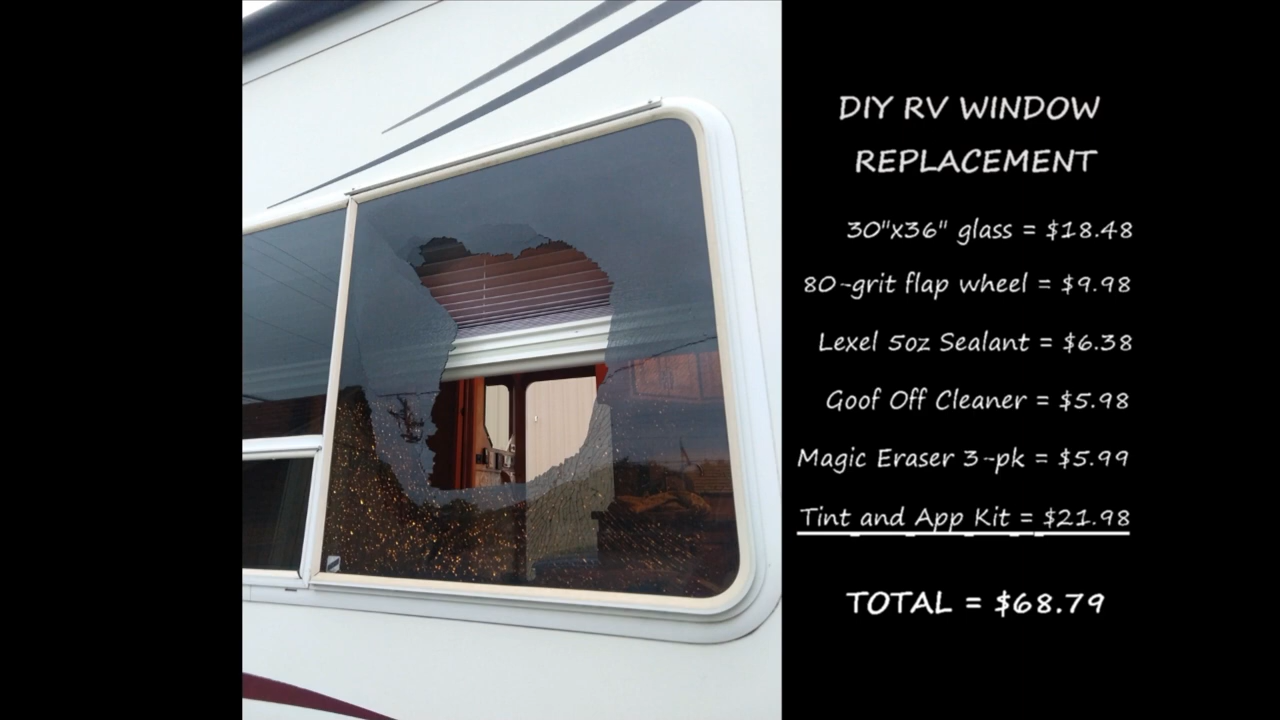 DIY RV WINDOW
REPLACEMENT
30"x36" glass = $18.48
80-grit flap wheel = $9.98
Lexel 5oz Sealant = $6.38
Goof Off Cleaner = $5.98
Magic Eraser 3-pk = $5.99
Tint and App Kit = $21.98
TOTAL = $68.79